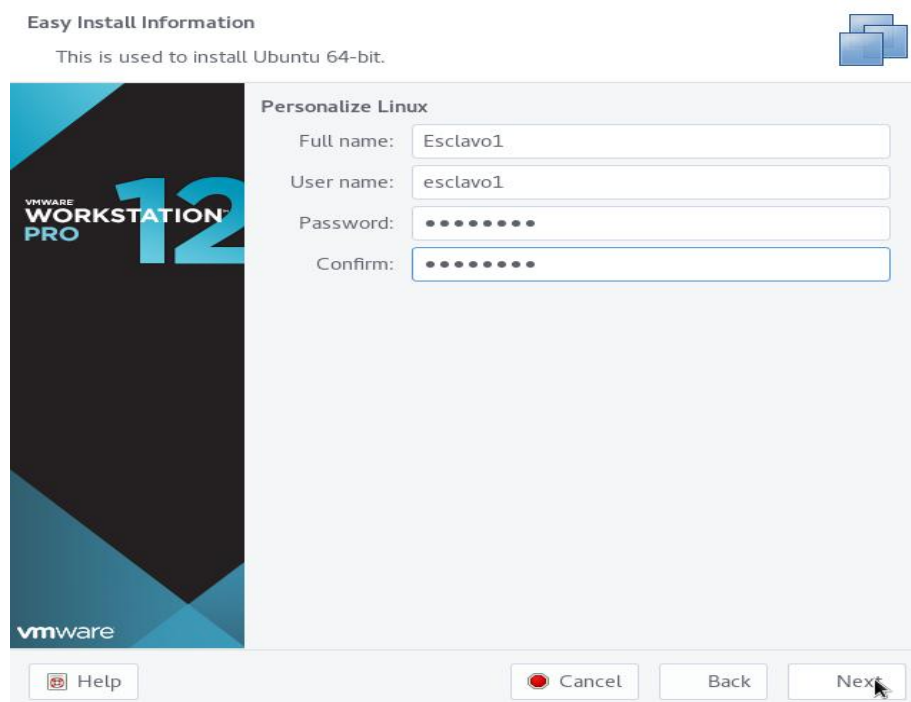 Easy Install Information
This is used to install Ubuntu 64-bit.
Personalize Linux
Full name: Esclavo1
User name: esclavo1
Password: ••••••••
Confirm: ••••••••
VMWARE
WORKSTATION™
PRO
12
vmware
Help
Cancel
Back
Next